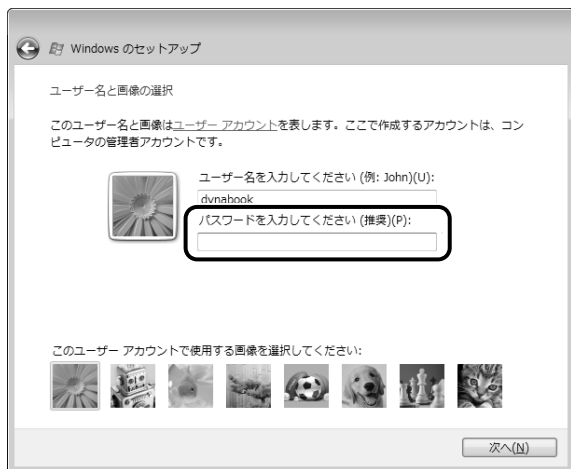 Windows のセットアップ
ユーザー名と画像の選択
このユーザー名と画像はユーザー アカウントを表します。ここで作成するアカウントは、コン
ピュータの管理者アカウントです。
ユーザー名を入力してください (例: John)(U):
dynabook
パスワードを入力してください (推奨)(P):
このユーザー アカウントで使用する画像を選択してください:
次へ(N)